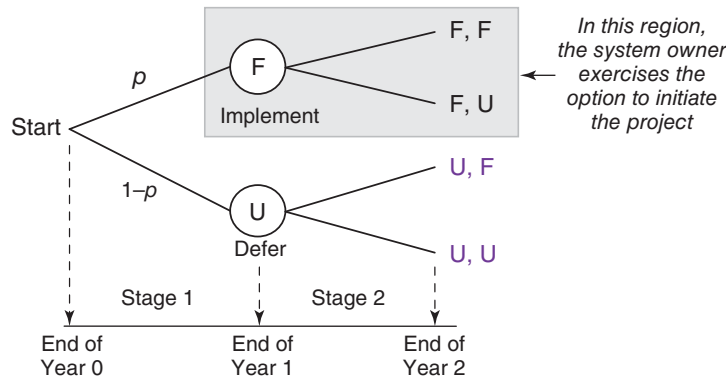 F, F
In this region,
the system owner
exercises the
option to initiate
the project
p
F
F, U
Implement
Start
U, F
1–p
U
Defer
U, U
Stage 1
Stage 2
End of
Year 0
End of
Year 1
End of
Year 2